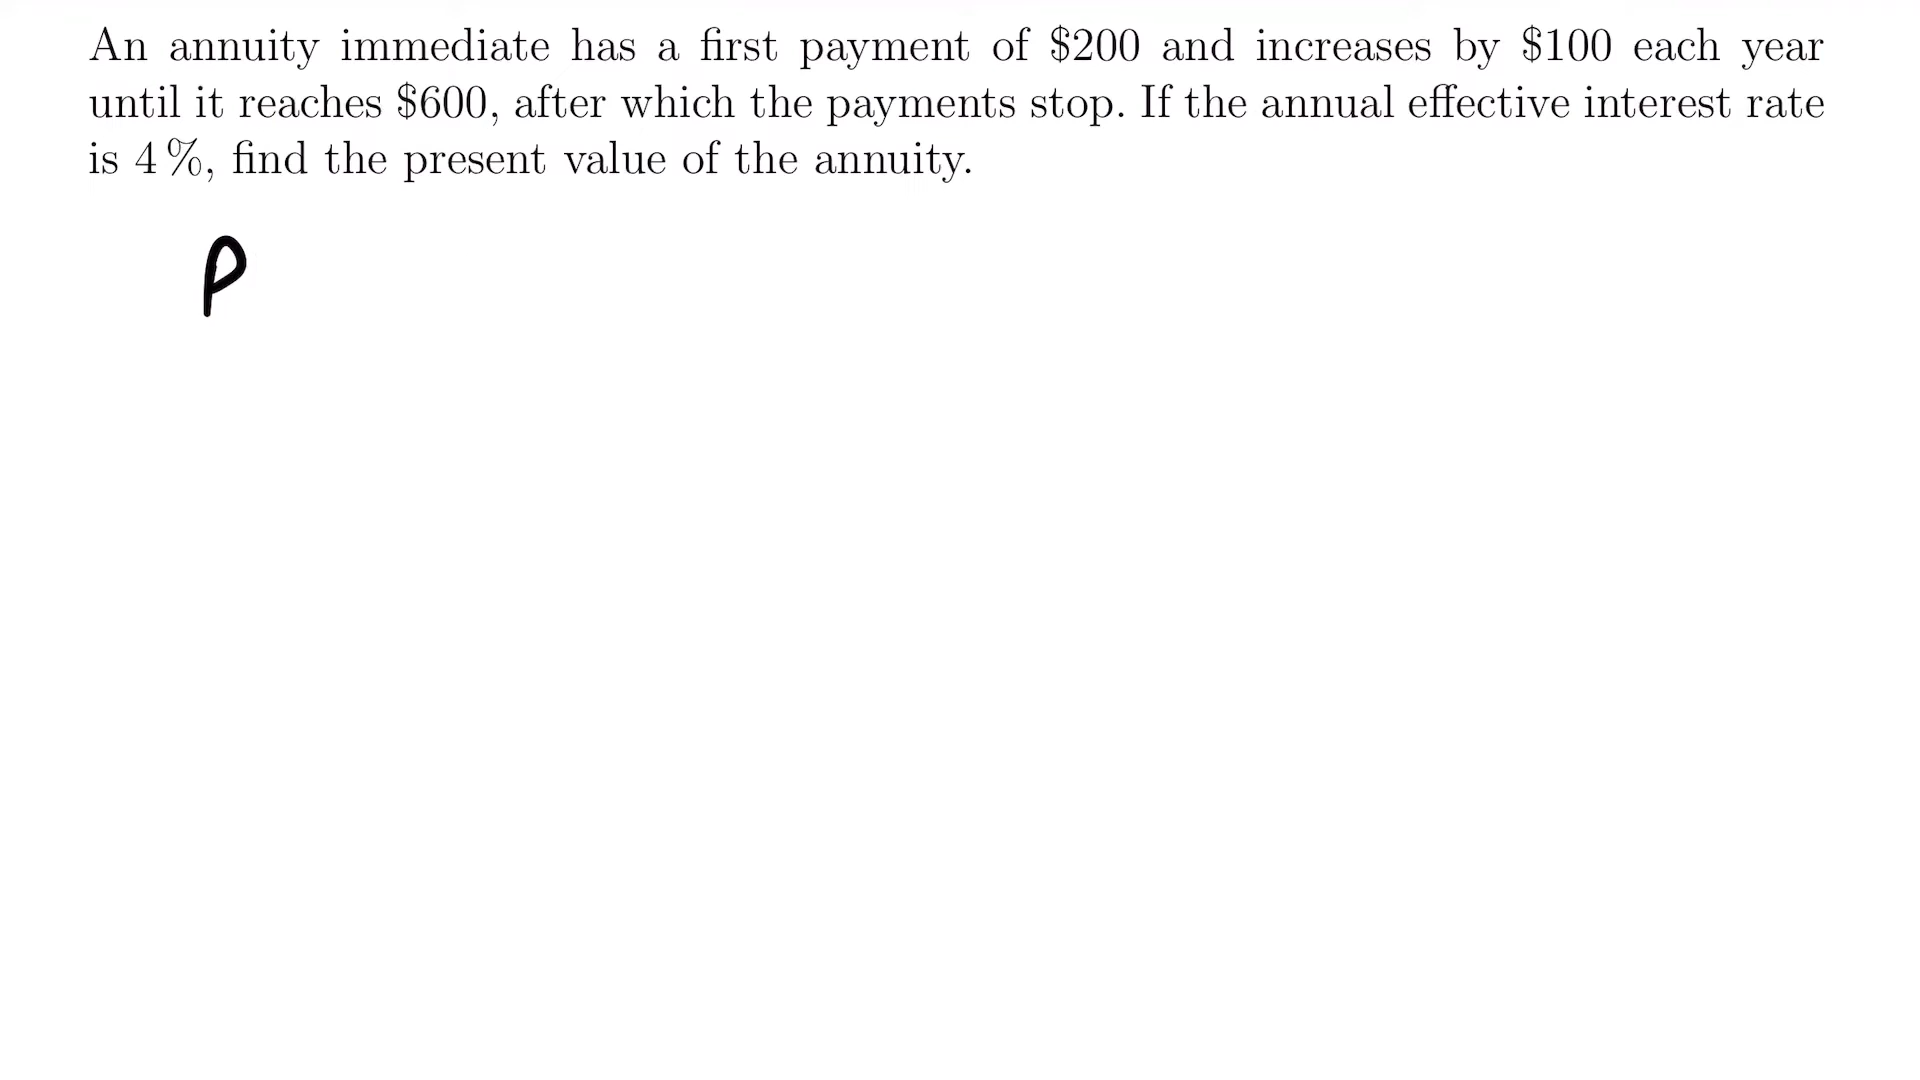 An annuity immediate has a first payment of $200 and increases by $100 each year
until it reaches $600, after which the payments stop. If the annual effective interest rate
is 4 %, find the present value of the annuity.
P